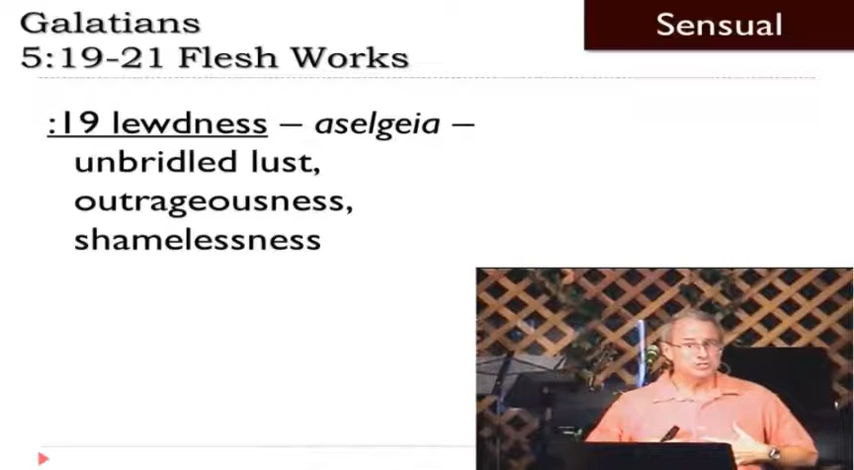 Galatians
5:19-21 Flesh Works
Sensual
:19 lewdness – aselgeia –
unbridled lust,
outrageousness,
shamelessness